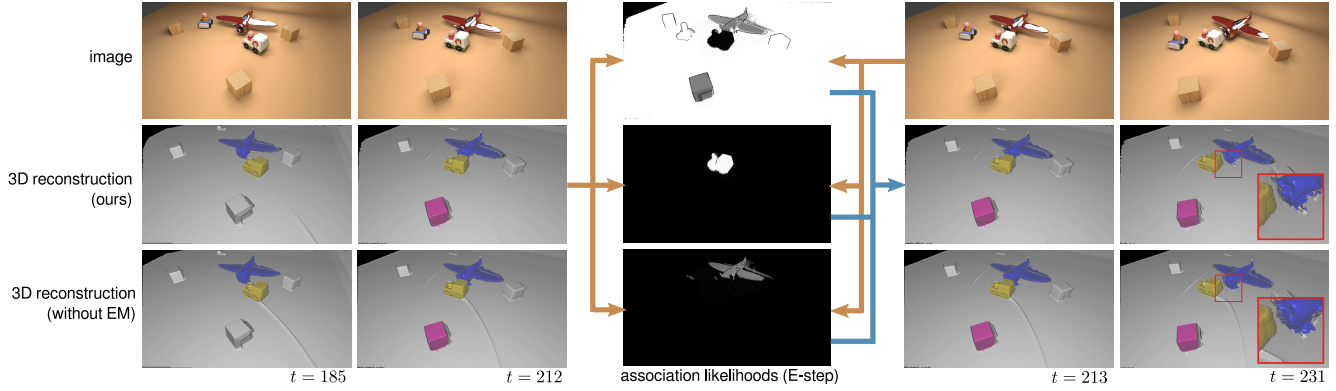 image
3D reconstruction
(ours)
3D reconstruction
(without EM)
t = 185
t = 212
association likelihoods (E-step)
t = 213
t = 231